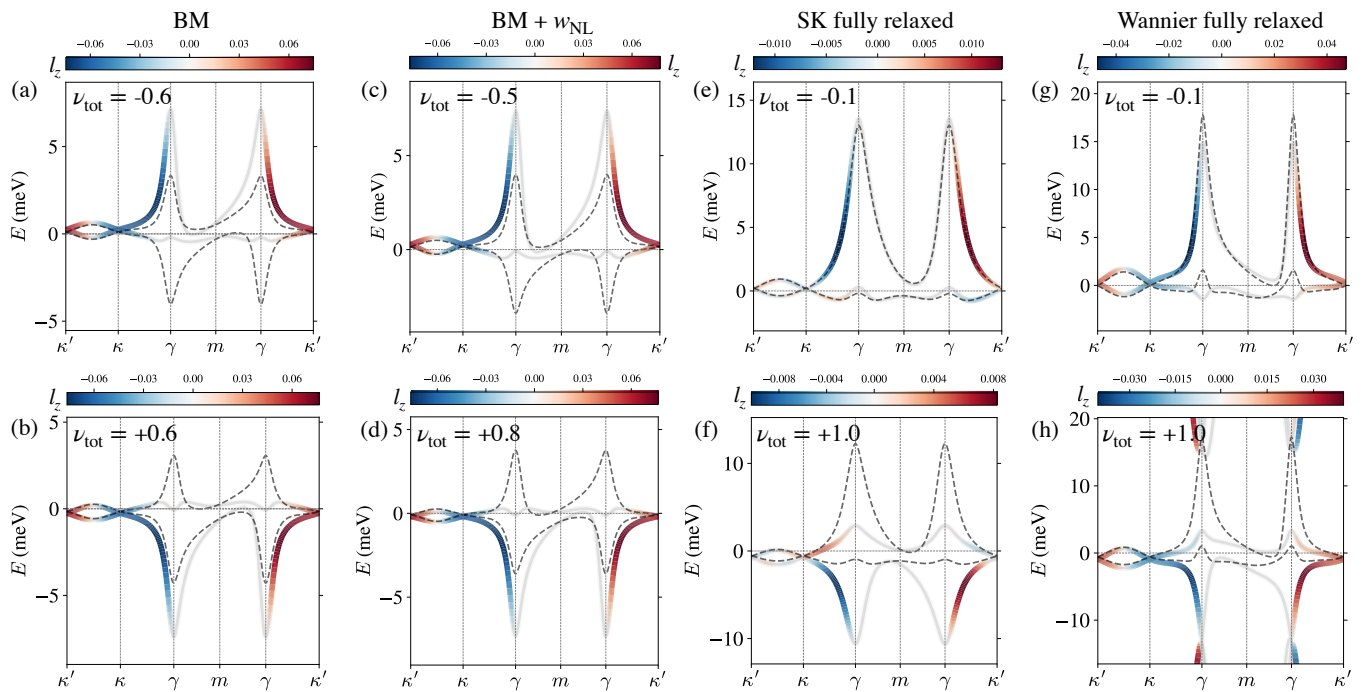 BM
BM + w_NL
SK fully relaxed
Wannier fully relaxed
−0.06 −0.03 0.00 0.03 0.06
l_z
(a)
ν_tot = -0.6
E (meV)
5
0
−5
κ′ κ γ m γ κ′
−0.06 −0.03 0.00 0.03 0.06
l_z
(c)
ν_tot = -0.5
E (meV)
5
0
κ′ κ γ m γ κ′
−0.010 −0.005 0.000 0.005 0.010
l_z
(e)
ν_tot = -0.1
E (meV)
15
10
5
0
κ′ κ γ m γ κ′
−0.04 −0.02 0.00 0.02 0.04
l_z
(g)
ν_tot = -0.1
E (meV)
20
15
10
5
0
κ′ κ γ m γ κ′
−0.06 −0.03 0.00 0.03 0.06
l_z
(b)
ν_tot = +0.6
E (meV)
5
0
−5
κ′ κ γ m γ κ′
−0.06 −0.03 0.00 0.03 0.06
l_z
(d)
ν_tot = +0.8
E (meV)
5
0
−5
κ′ κ γ m γ κ′
−0.008 −0.004 0.000 0.004 0.008
l_z
(f)
ν_tot = +1.0
E (meV)
10
0
−10
κ′ κ γ m γ κ′
−0.030 −0.015 0.000 0.015 0.030
l_z
(h)
ν_tot = +1.0
E (meV)
20
10
0
−10
κ′ κ γ m γ κ′